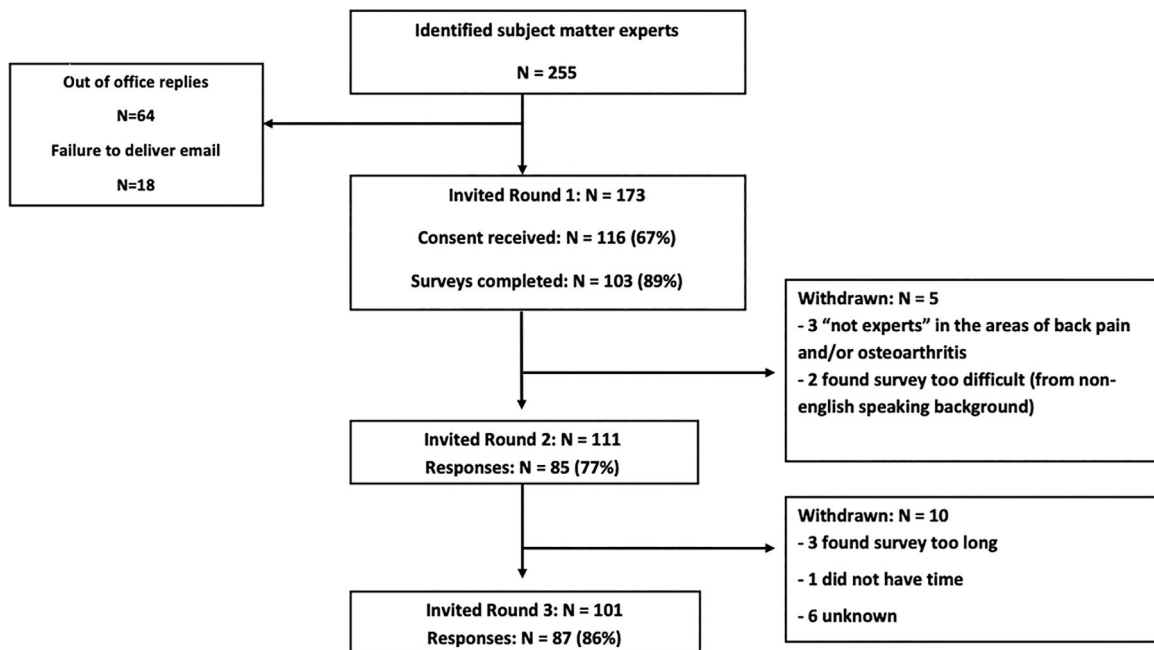 Identified subject matter experts
N = 255
Out of office replies
N=64
Failure to deliver email
N=18
Invited Round 1: N = 173
Consent received: N = 116 (67%)
Surveys completed: N = 103 (89%)
Withdrawn: N = 5
- 3 “not experts” in the areas of back pain
and/or osteoarthritis
- 2 found survey too difficult (from non-
english speaking background)
Invited Round 2: N = 111
Responses: N = 85 (77%)
Withdrawn: N = 10
- 3 found survey too long
- 1 did not have time
- 6 unknown
Invited Round 3: N = 101
Responses: N = 87 (86%)